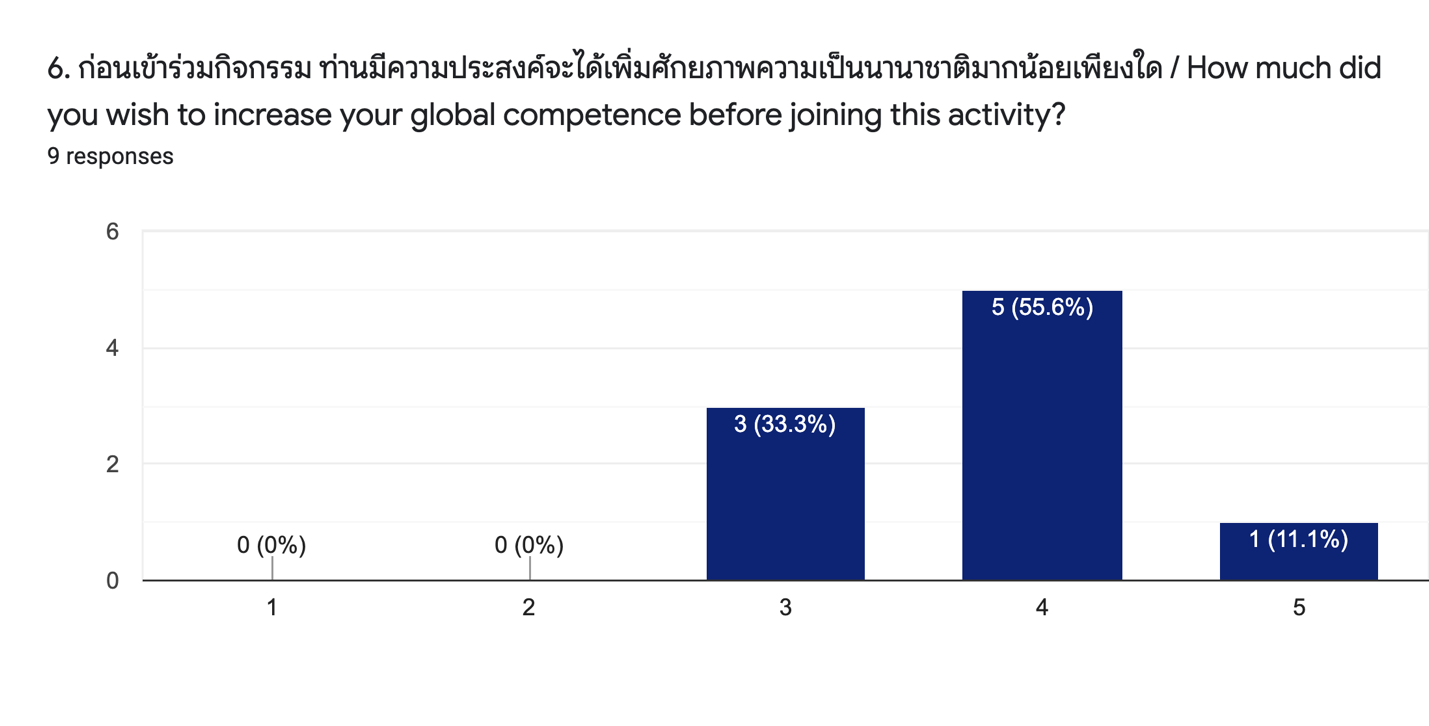 6. ก่อนเข้าร่วมกิจกรรม ท่านมีความประสงค์จะได้เพิ่มศักยภาพความเป็นนานาชาติมากน้อยเพียงใด / How much did
you wish to increase your global competence before joining this activity?
9 responses
6
5 (55.6%)
4
3 (33.3%)
2
0 (0%) 0 (0%) 1 (11.1%)
0
1 2 3 4 5